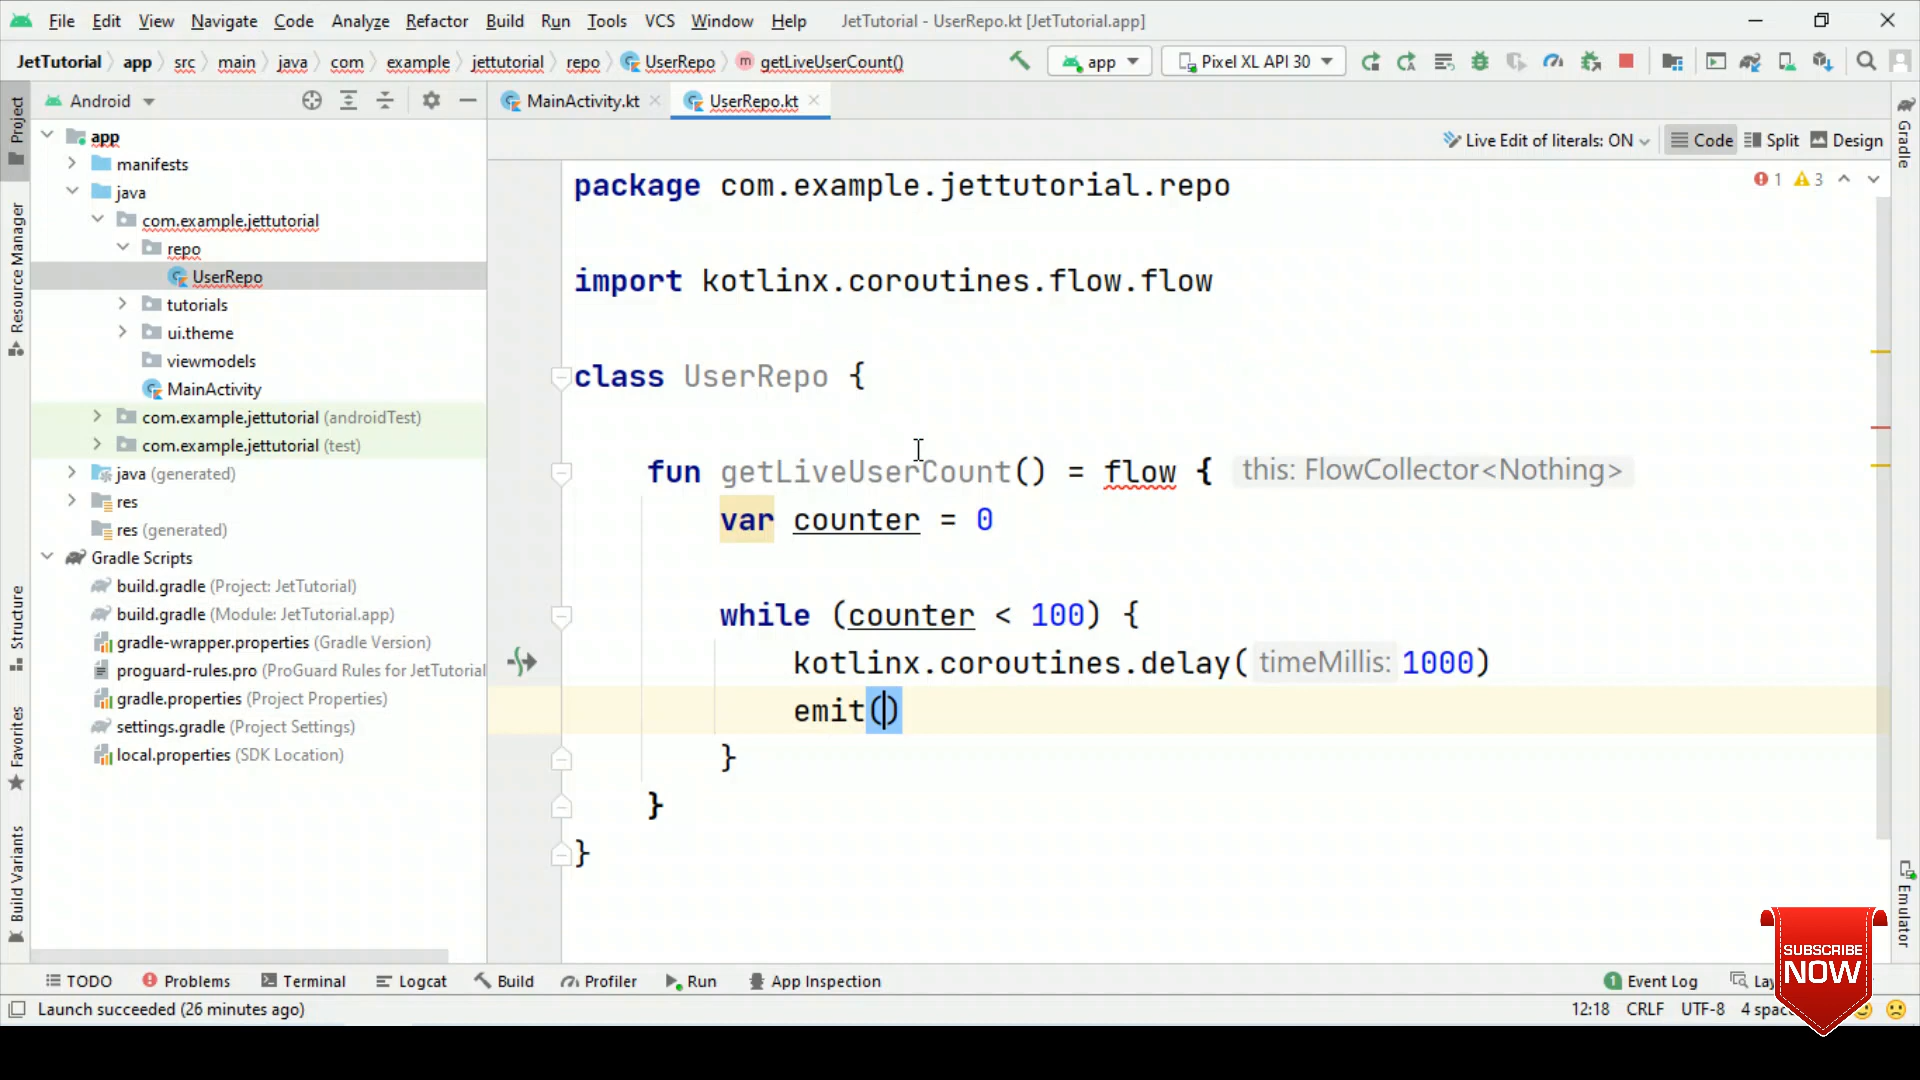 File Edit View Navigate Code Analyze Refactor Build Run Tools VCS Window Help JetTutorial - UserRepo.kt [JetTutorial.app]
JetTutorial app src main java com example jettutorial repo UserRepo m getLiveUserCount() app Pixel XL API 30
Android MainActivity.kt UserRepo.kt
Live Edit of literals: ON Code Split Design
Project
Resource Manager
Structure
Favorites
Build Variants
app
manifests
java
com.example.jettutorial
repo
UserRepo
tutorials
ui.theme
viewmodels
MainActivity
com.example.jettutorial (androidTest)
com.example.jettutorial (test)
java (generated)
res
res (generated)
Gradle Scripts
build.gradle (Project: JetTutorial)
build.gradle (Module: JetTutorial.app)
gradle-wrapper.properties (Gradle Version)
proguard-rules.pro (ProGuard Rules for JetTutorial
gradle.properties (Project Properties)
settings.gradle (Project Settings)
local.properties (SDK Location)
package com.example.jettutorial.repo
1 3
import kotlinx.coroutines.flow.flow
class UserRepo {
fun getLiveUserCount() = flow { this: FlowCollector<Nothing>
var counter = 0
while (counter < 100) {
kotlinx.coroutines.delay( timeMillis: 1000)
emit()
}
}
}
Gradle
Emulator
SUBSCRIBE
NOW
TODO Problems Terminal Logcat Build Profiler Run App Inspection 1 Event Log
Launch succeeded (26 minutes ago) 12:18 CRLF UTF-8